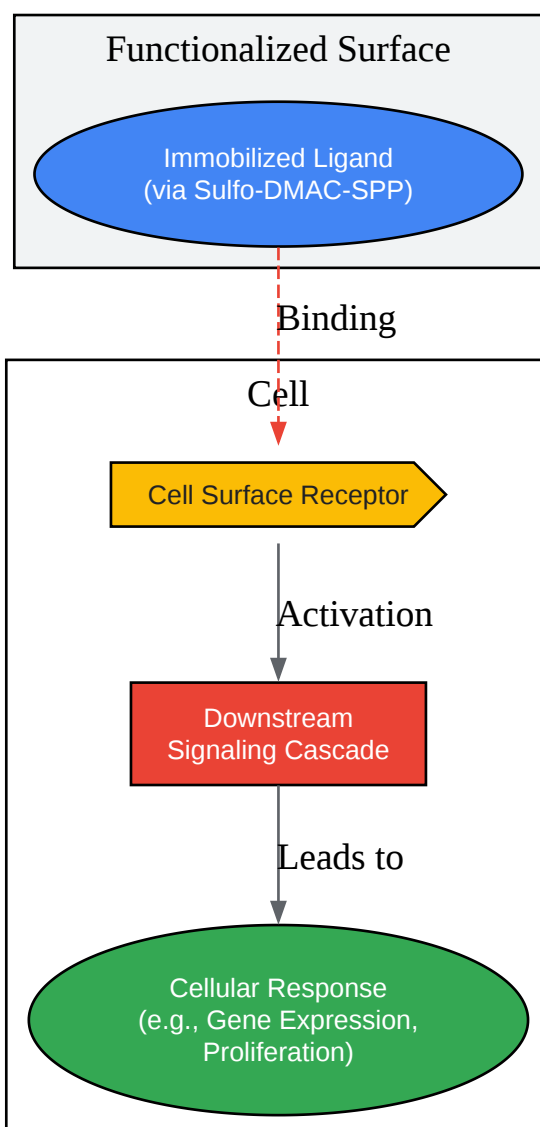 Functionalized Surface
Immobilized Ligand
(via Sulfo-DMAC-SPP)
Binding
Cell
Cell Surface Receptor
Activation
Downstream
Signaling Cascade
Leads to
Cellular Response
(e.g., Gene Expression,
Proliferation)